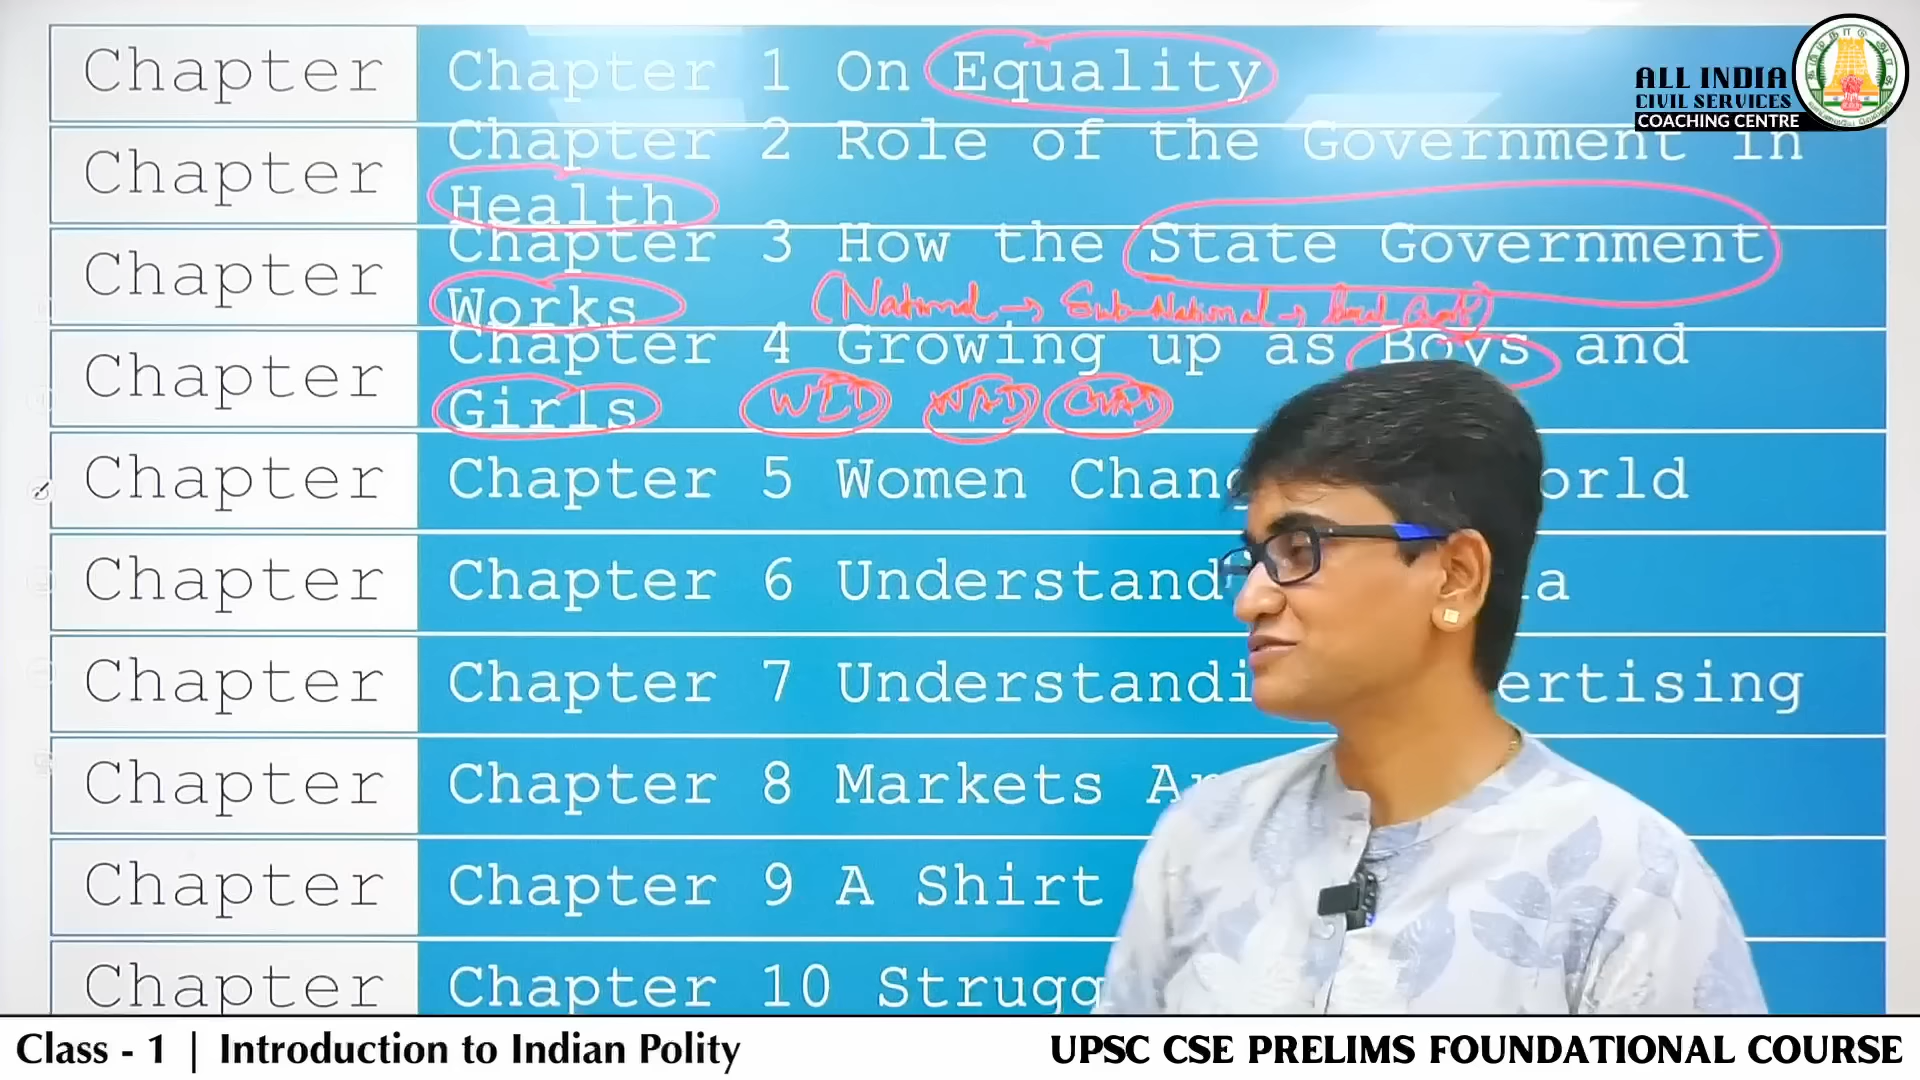 Chapter Chapter 1 On Equality
ALL INDIA
CIVIL SERVICES
COACHING CENTRE
Chapter Chapter 2 Role of the Government in
Health
Chapter Chapter 3 How the State Government
Works (National → Sub-National →
Chapter Chapter 4 Growing up as Boys and
Girls WID WAD GAD
Chapter Chapter 5 Women Chang orld
Chapter Chapter 6 Understand a
Chapter Chapter 7 Understandi ertising
Chapter Chapter 8 Markets A
Chapter Chapter 9 A Shirt
Chapter Chapter 10 Strugg
Class - 1 | Introduction to Indian Polity
UPSC CSE PRELIMS FOUNDATIONAL COURSE